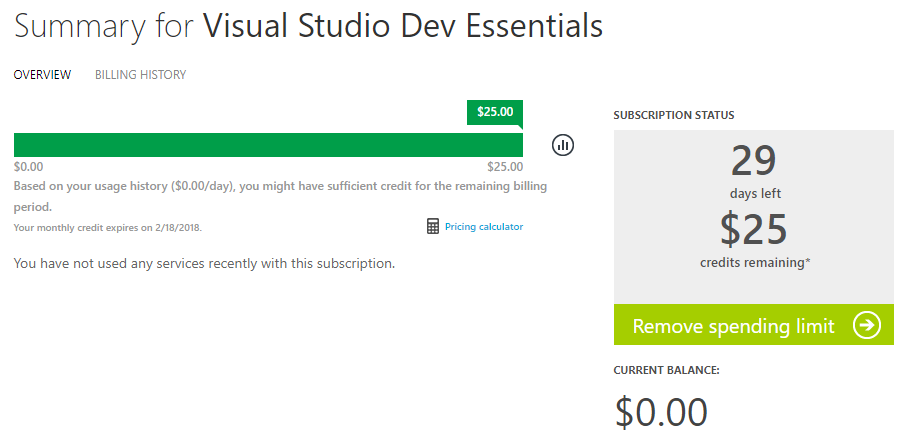 Summary for Visual Studio Dev Essentials
OVERVIEW BILLING HISTORY
$25.00
$0.00 $25.00
Based on your usage history ($0.00/day), you might have sufficient credit for the remaining billing
period.
Your monthly credit expires on 2/18/2018.
Pricing calculator
You have not used any services recently with this subscription.
SUBSCRIPTION STATUS
29
days left
$25
credits remaining*
Remove spending limit
CURRENT BALANCE:
$0.00